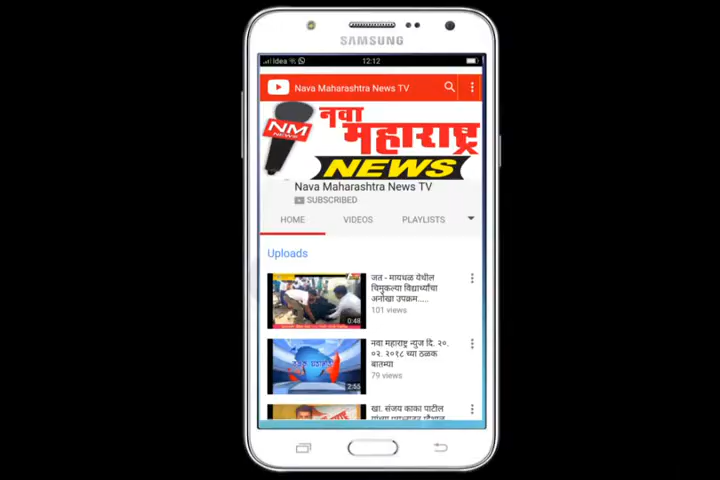 SAMSUNG
Idea 12:12
Nava Maharashtra News TV
नवा
महाराष्ट्र
NM
NEWS
NEWS
Nava Maharashtra News TV
SUBSCRIBED
HOME VIDEOS PLAYLISTS
Uploads
जत - मायथळ येथील
चिमुकल्या विद्यार्थ्यांचा
अनोखा उपक्रम.....
101 views
0:48
नवा महाराष्ट्र न्युज दि. २०.
०२. २०१८ च्या ठळक
बातम्या
79 views
2:55
खा. संजय काका पाटील